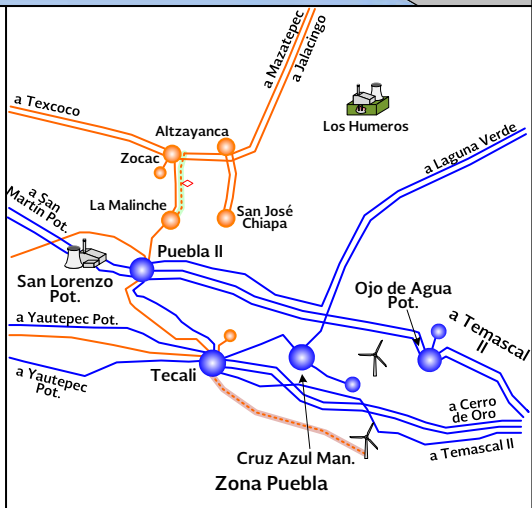 a Mazatepec
a Jalacingo
a Texcoco
Altzayanca
Los Humeros
Zocac
a Laguna Verde
a San
Martín Pot.
La Malinche
San José
Chiapa
Puebla II
San Lorenzo
Pot.
Ojo de Agua
Pot.
a Temascal
II
a Yautepec Pot.
a Yautepec
Pot.
Tecali
a Cerro
de Oro
a Temascal II
Cruz Azul Man.
Zona Puebla